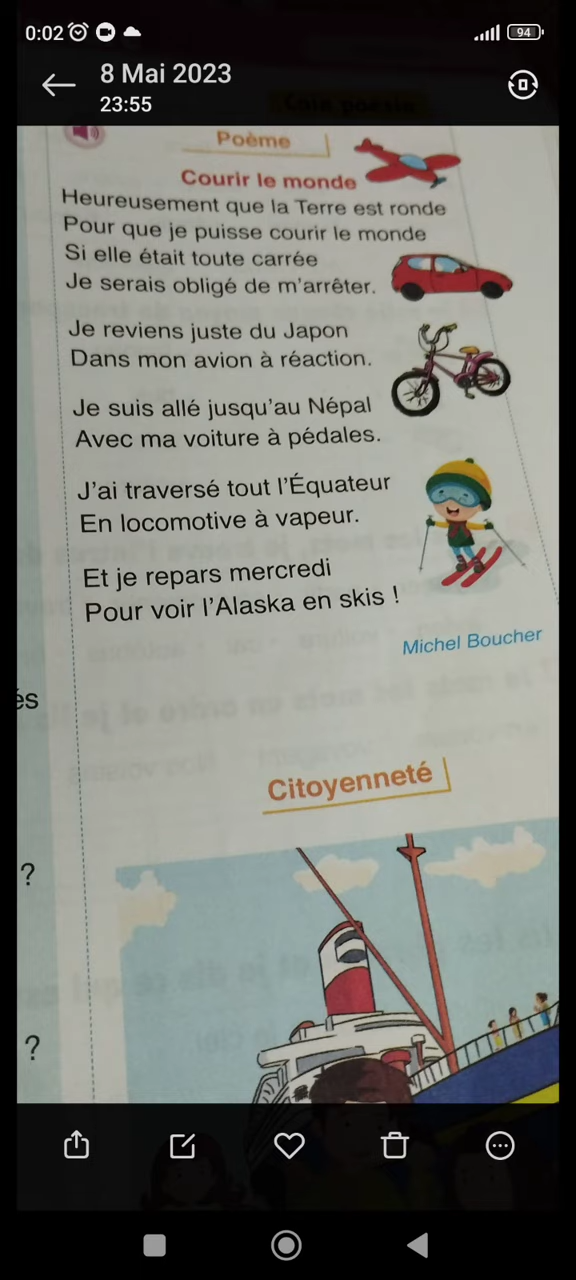 0:02
94
8 Mai 2023
23:55
Poème
Courir le monde
Heureusement que la Terre est ronde
Pour que je puisse courir le monde
Si elle était toute carrée
Je serais obligé de m'arrêter.
Je reviens juste du Japon
Dans mon avion à réaction.
Je suis allé jusqu'au Népal
Avec ma voiture à pédales.
J'ai traversé tout l'Équateur
En locomotive à vapeur.
Et je repars mercredi
Pour voir l'Alaska en skis !
Michel Boucher
és
Citoyenneté
?
?